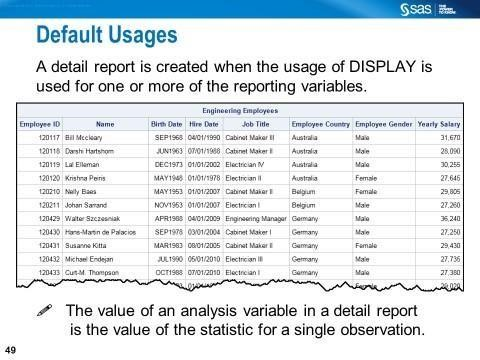 sas THE POWER TO KNOW
Default Usages
A detail report is created when the usage of DISPLAY is
used for one or more of the reporting variables.
Engineering Employees
Employee ID Name Birth Date Hire Date Job Title Employee Country Employee Gender Yearly Salary
120117 Bill Mccleary SEP1968 04/01/1990 Cabinet Maker III Australia Male 31,670
120118 Darshi Hartshorn JUN1963 07/01/1988 Cabinet Maker II Australia Male 28,090
120119 Lal Elleman DEC1973 01/01/2002 Electrician IV Australia Male 30,255
120120 Krishna Peiris MAY1948 01/01/1978 Electrician II Australia Female 27,645
120210 Nelly Baes MAY1953 01/01/2007 Cabinet Maker II Belgium Female 29,805
120211 Johan Sarrand NOV1953 01/01/2007 Electrician I Belgium Male 27,260
120429 Walter Szczesniak APR1988 04/01/2009 Engineering Manager Germany Male 36,240
120430 Hans-Martin de Palacios SEP1978 03/01/2004 Cabinet Maker I Germany Male 27,250
120431 Susanne Kitta MAR1983 08/01/2005 Cabinet Maker II Germany Female 29,430
120432 Michael Endejan JUL1990 05/01/2010 Electrician III Germany Male 27,735
120433 Curt-M. Thompson OCT1988 07/01/2010 Electrician I Germany Male 27,380
The value of an analysis variable in a detail report
is the value of the statistic for a single observation.
49